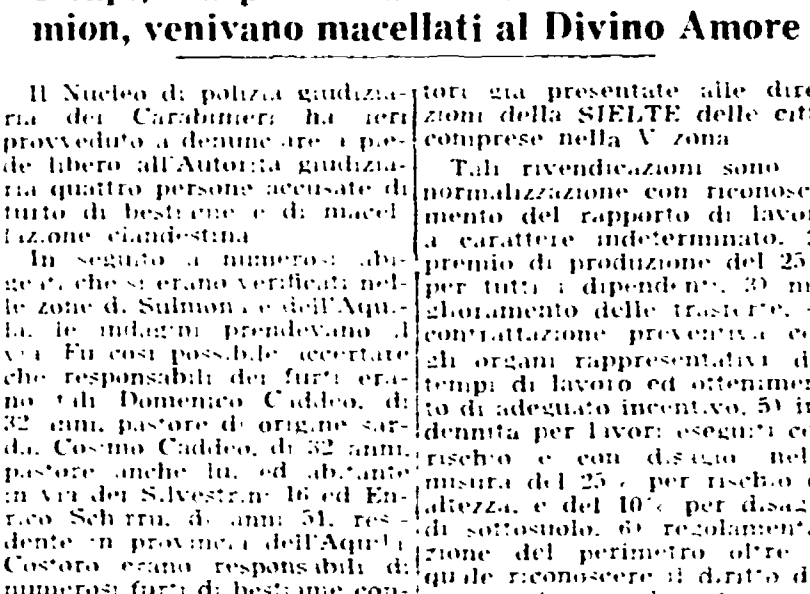 mion, venivano macellati al Divino Amore
Il Nucleo di polizia giudizia-
ria dei Carabinieri ha ieri
provveduto a denunciare a pie-
de libero all'Autorità giudizia-
ria quattro persone accusate di
furto di bestiame e di macel
lazione clandestina
In seguito a numerosi abi-
geati che si erano verificati nel-
le zone di Sulmona e dell'Aqui-
la, le indagini prendevano il
via Fu così possibile accertare
che responsabili dei furti era-
no tali Domenico Caddeo, di
32 anni, pastore di origine sar-
da, Cosimo Caddeo, di 32 anni,
pastore anche lui, ed abitante
in via dei Silvestrini 16 ed En-
rico Schirru, di anni 51, resi-
dente in provincia dell'Aquila
Costoro erano responsabili di
numerosi furti di bestiame con-
tori già presentate alle dire
zioni della SIELTE delle citt
comprese nella V zona
Tali rivendicazioni sono
normalizzazione con riconosc
mento del rapporto di lavor
a carattere indeterminato,
premio di produzione del 25
per tutti i dipendenti, 3) mi
glioramento delle trasferte,
contrattazione preventiva co
gli organi rappresentativi di
tempi di lavoro ed ottenimen
to di adeguato incentivo, 5) in
dennità per lavori eseguiti co
rischio e con disagio nel
misura del 25% per rischio
altezza, e del 10% per disag
di sottosuolo, 6) regolament
zione del perimetro oltre
quale riconoscere il diritto d